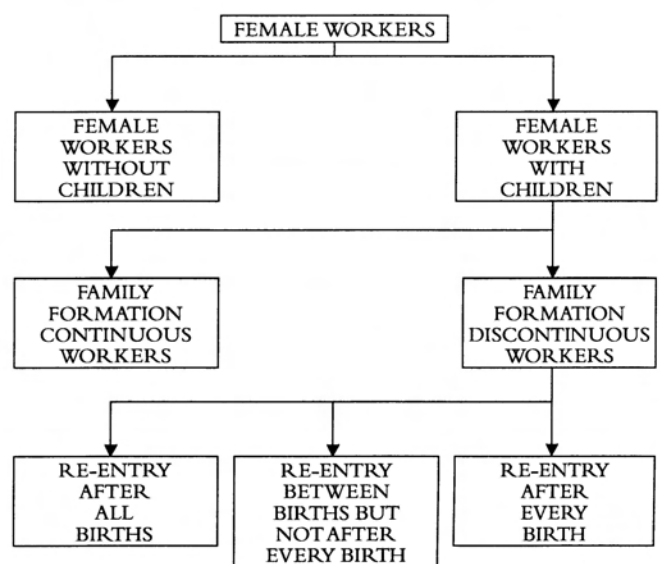 FEMALE WORKERS
FEMALE
WORKERS
WITHOUT
CHILDREN
FEMALE
WORKERS
WITH
CHILDREN
FAMILY
FORMATION
CONTINUOUS
WORKERS
FAMILY
FORMATION
DISCONTINUOUS
WORKERS
RE-ENTRY
AFTER
ALL
BIRTHS
RE-ENTRY
BETWEEN
BIRTHS BUT
NOT AFTER
EVERY BIRTH
RE-ENTRY
AFTER
EVERY
BIRTH